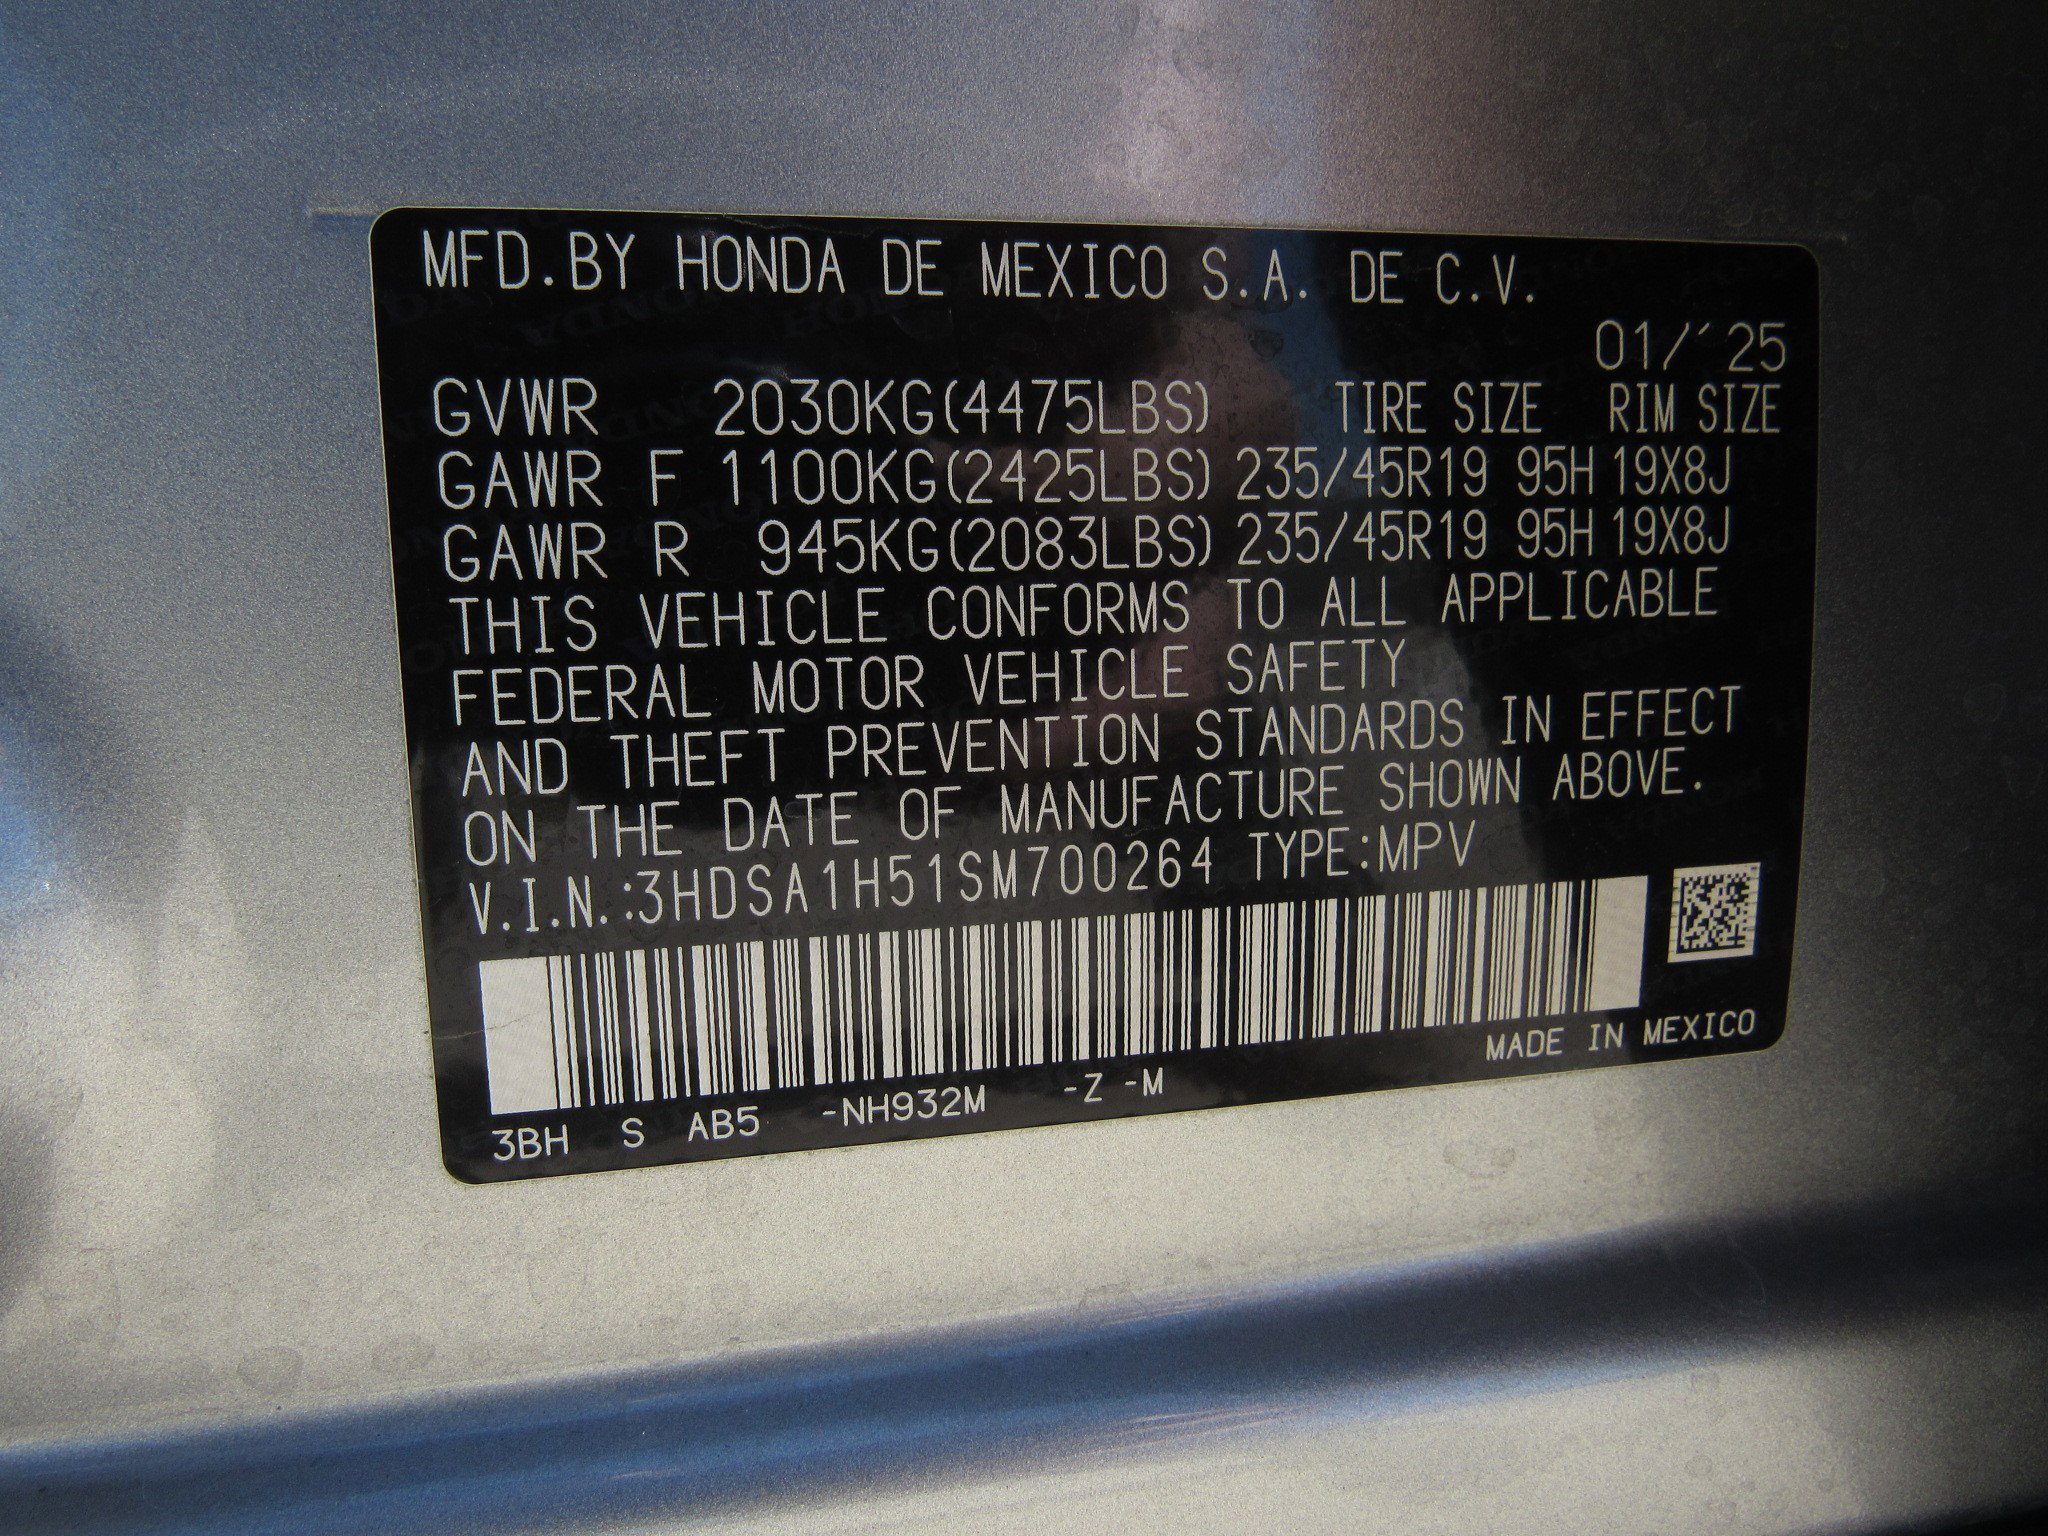 MFD.BY HONDA DE MEXICO S.A. DE C.V.
01/'25
GVWR 2030KG(4475LBS) TIRE SIZE RIM SIZE
GAWR F 1100KG(2425LBS) 235/45R19 95H 19X8J
GAWR R 945KG(2083LBS) 235/45R19 95H 19X8J
THIS VEHICLE CONFORMS TO ALL APPLICABLE
FEDERAL MOTOR VEHICLE SAFETY
AND THEFT PREVENTION STANDARDS IN EFFECT
ON THE DATE OF MANUFACTURE SHOWN ABOVE.
V.I.N.:3HDSA1H51SM700264 TYPE:MPV
MADE IN MEXICO
3BH S AB5 -NH932M -Z -M